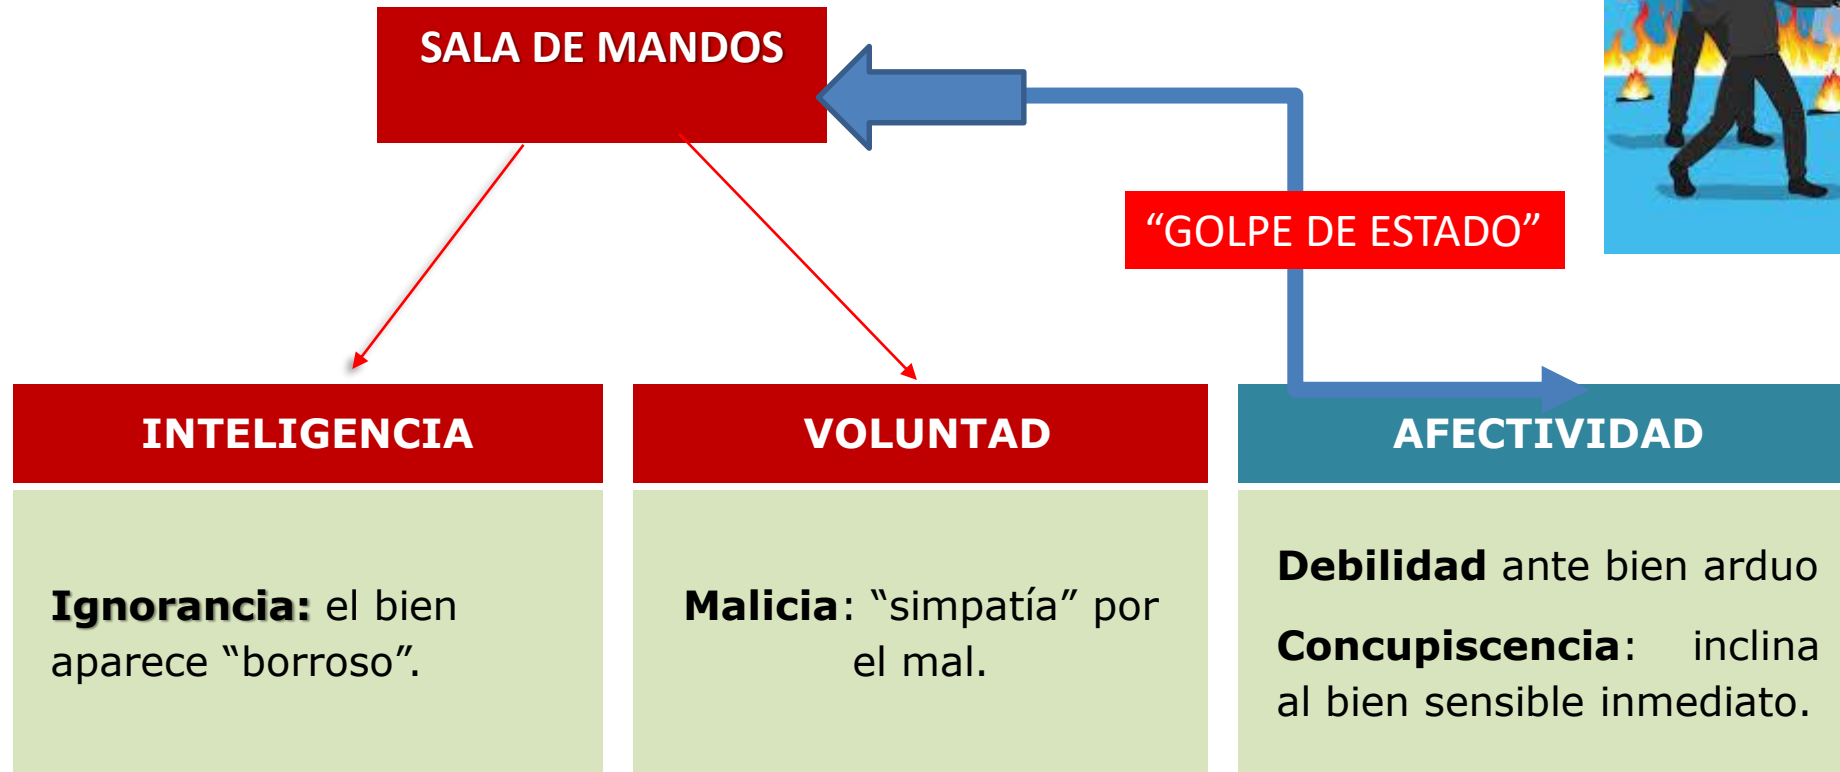 SALA DE MANDOS
“GOLPE DE ESTADO”
INTELIGENCIA
Ignorancia: el bien
aparece “borroso”.
VOLUNTAD
Malicia: “simpatía” por
el mal.
AFECTIVIDAD
Debilidad ante bien arduo
Concupiscencia: inclina
al bien sensible inmediato.